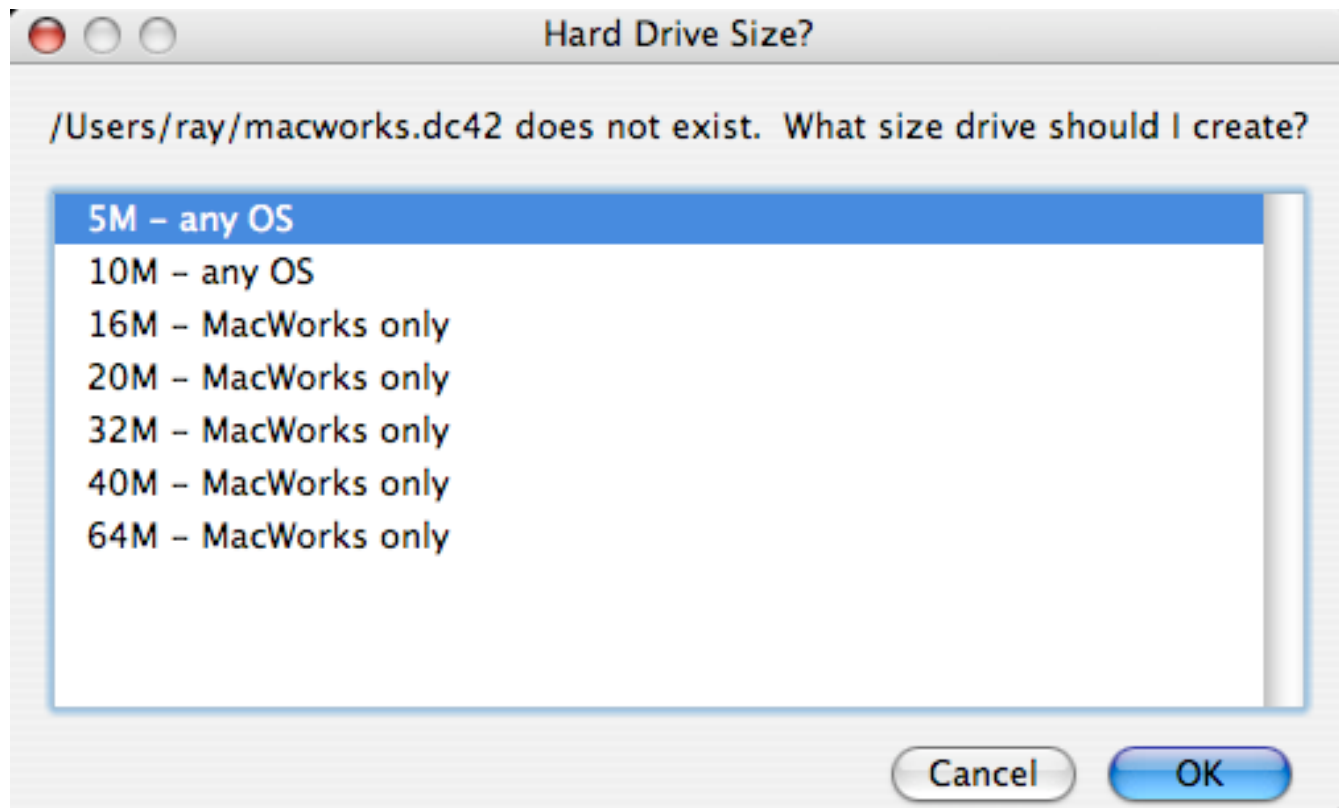 Hard Drive Size?
/Users/ray/macworks.dc42 does not exist.  What size drive should I create?
5M – any OS
10M – any OS
16M – MacWorks only
20M – MacWorks only
32M – MacWorks only
40M – MacWorks only
64M – MacWorks only
Cancel
OK